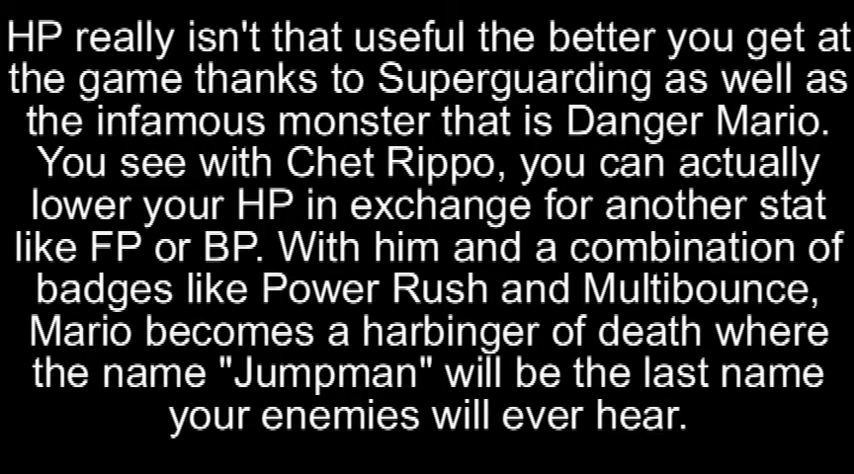 HP really isn't that useful the better you get at
the game thanks to Superguarding as well as
the infamous monster that is Danger Mario.
You see with Chet Rippo, you can actually
lower your HP in exchange for another stat
like FP or BP. With him and a combination of
badges like Power Rush and Multibounce,
Mario becomes a harbinger of death where
the name "Jumpman" will be the last name
your enemies will ever hear.